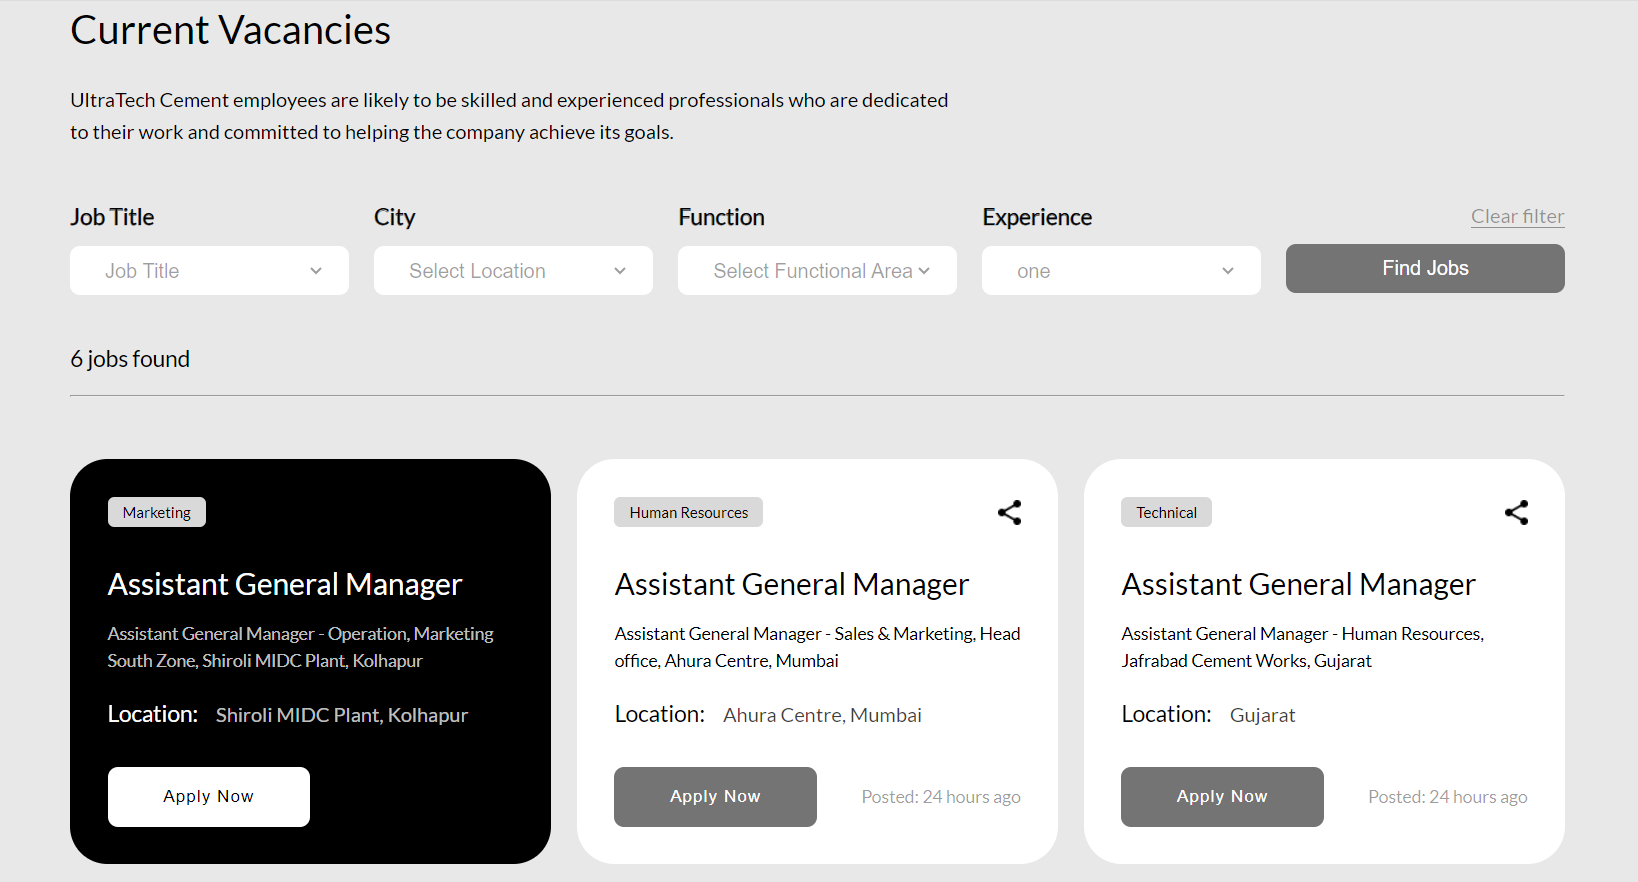 Current Vacancies
UltraTech Cement employees are likely to be skilled and experienced professionals who are dedicated
to their work and committed to helping the company achieve its goals.
Job Title
City
Function
Experience
Clear filter
Job Title
Select Location
Select Functional Area
one
Find Jobs
6 jobs found
Marketing
Assistant General Manager
Assistant General Manager - Operation, Marketing
South Zone, Shiroli MIDC Plant, Kolhapur
Location: Shiroli MIDC Plant, Kolhapur
Apply Now
Human Resources
Assistant General Manager
Assistant General Manager - Sales & Marketing, Head
office, Ahura Centre, Mumbai
Location: Ahura Centre, Mumbai
Apply Now
Posted: 24 hours ago
Technical
Assistant General Manager
Assistant General Manager - Human Resources,
Jafrabad Cement Works, Gujarat
Location: Gujarat
Apply Now
Posted: 24 hours ago